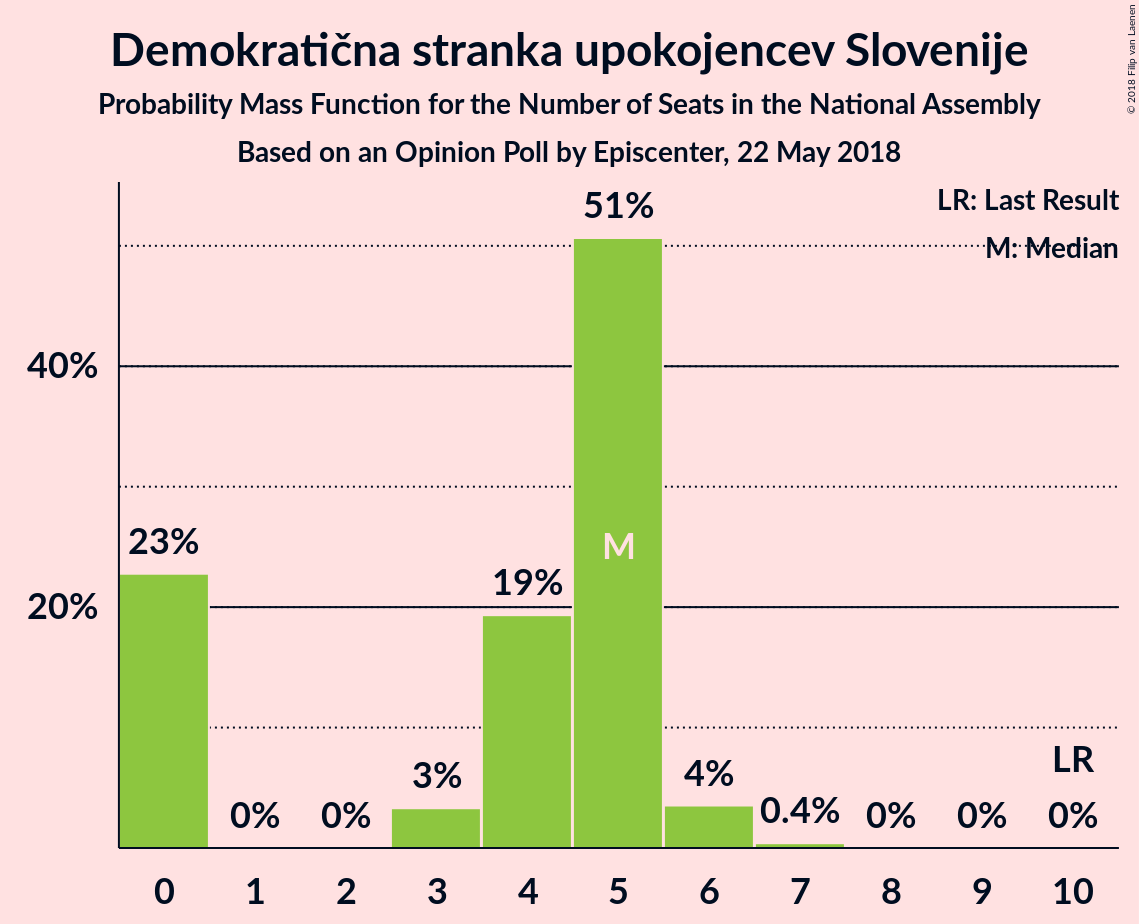 Demokratična stranka upokojencev Slovenije
Probability Mass Function for the Number of Seats in the National Assembly
Based on an Opinion Poll by Episcenter, 22 May 2018
© 2018 Filip van Laenen
LR: Last Result
M: Median
51%
40%
23%
M
19%
20%
LR
3%
4%
0.4%
0%
0%
0%
0%
0%
0 1 2 3 4 5 6 7 8 9 10